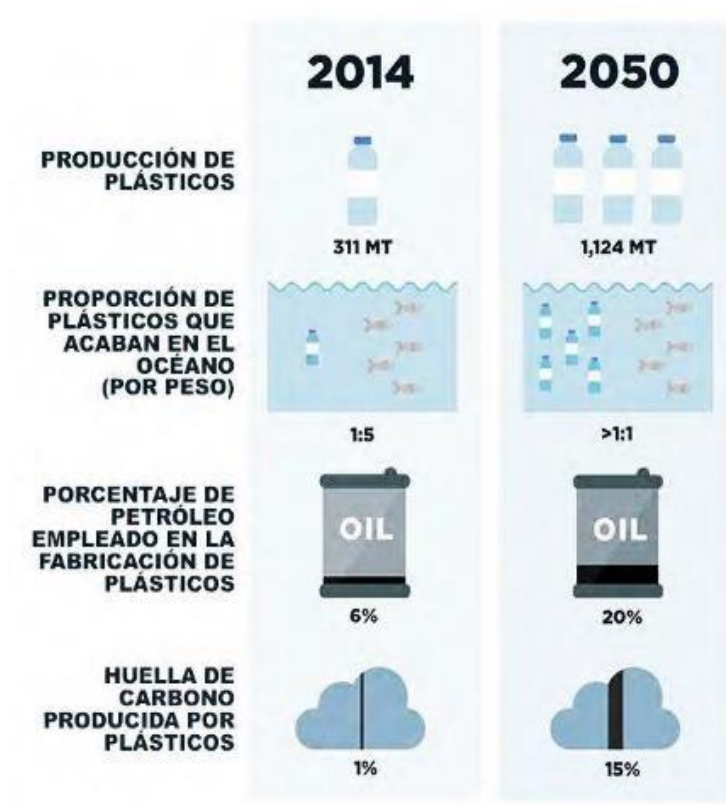 2014
2050
PRODUCCIÓN DE
PLÁSTICOS
311 MT
1,124 MT
PROPORCIÓN DE
PLÁSTICOS QUE
ACABAN EN EL
OCÉANO
(POR PESO)
1:5
>1:1
PORCENTAJE DE
PETRÓLEO
EMPLEADO EN LA
FABRICACIÓN DE
PLÁSTICOS
OIL
OIL
6%
20%
HUELLA DE
CARBONO
PRODUCIDA POR
PLÁSTICOS
1%
15%